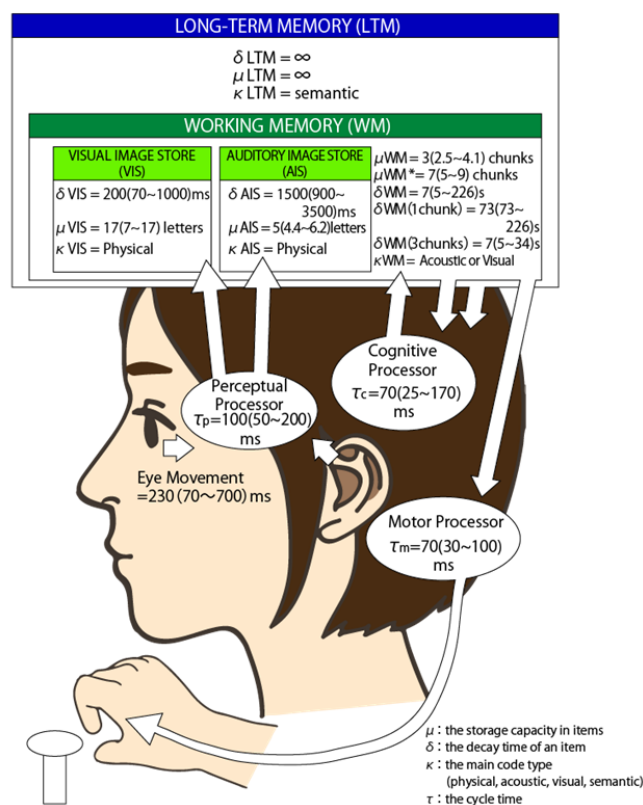 LONG-TERM MEMORY (LTM)
δ LTM = ∞
μ LTM = ∞
κ LTM = semantic
WORKING MEMORY (WM)
VISUAL IMAGE STORE
(VIS)
δ VIS = 200(70~1000)ms
μ VIS = 17(7~17) letters
κ VIS = Physical
AUDITORY IMAGE STORE
(AIS)
δ AIS = 1500(900~
3500)ms
μ AIS = 5(4.4~6.2)letters
κ AIS = Physical
μWM = 3(2.5~4.1) chunks
μWM* = 7(5~9) chunks
δWM = 7(5~226)s
δWM(1chunk) = 73(73~
226)s
δWM(3chunks) = 7(5~34)s
κWM = Acoustic or Visual
Perceptual
Processor
τp=100(50~200)
ms
Cognitive
Processor
τc=70(25~170)
ms
Eye Movement
=230 (70～700) ms
Motor Processor
τm=70(30~100)
ms
μ : the storage capacity in items
δ : the decay time of an item
κ : the main code type
(physical, acoustic, visual, semantic)
τ : the cycle time